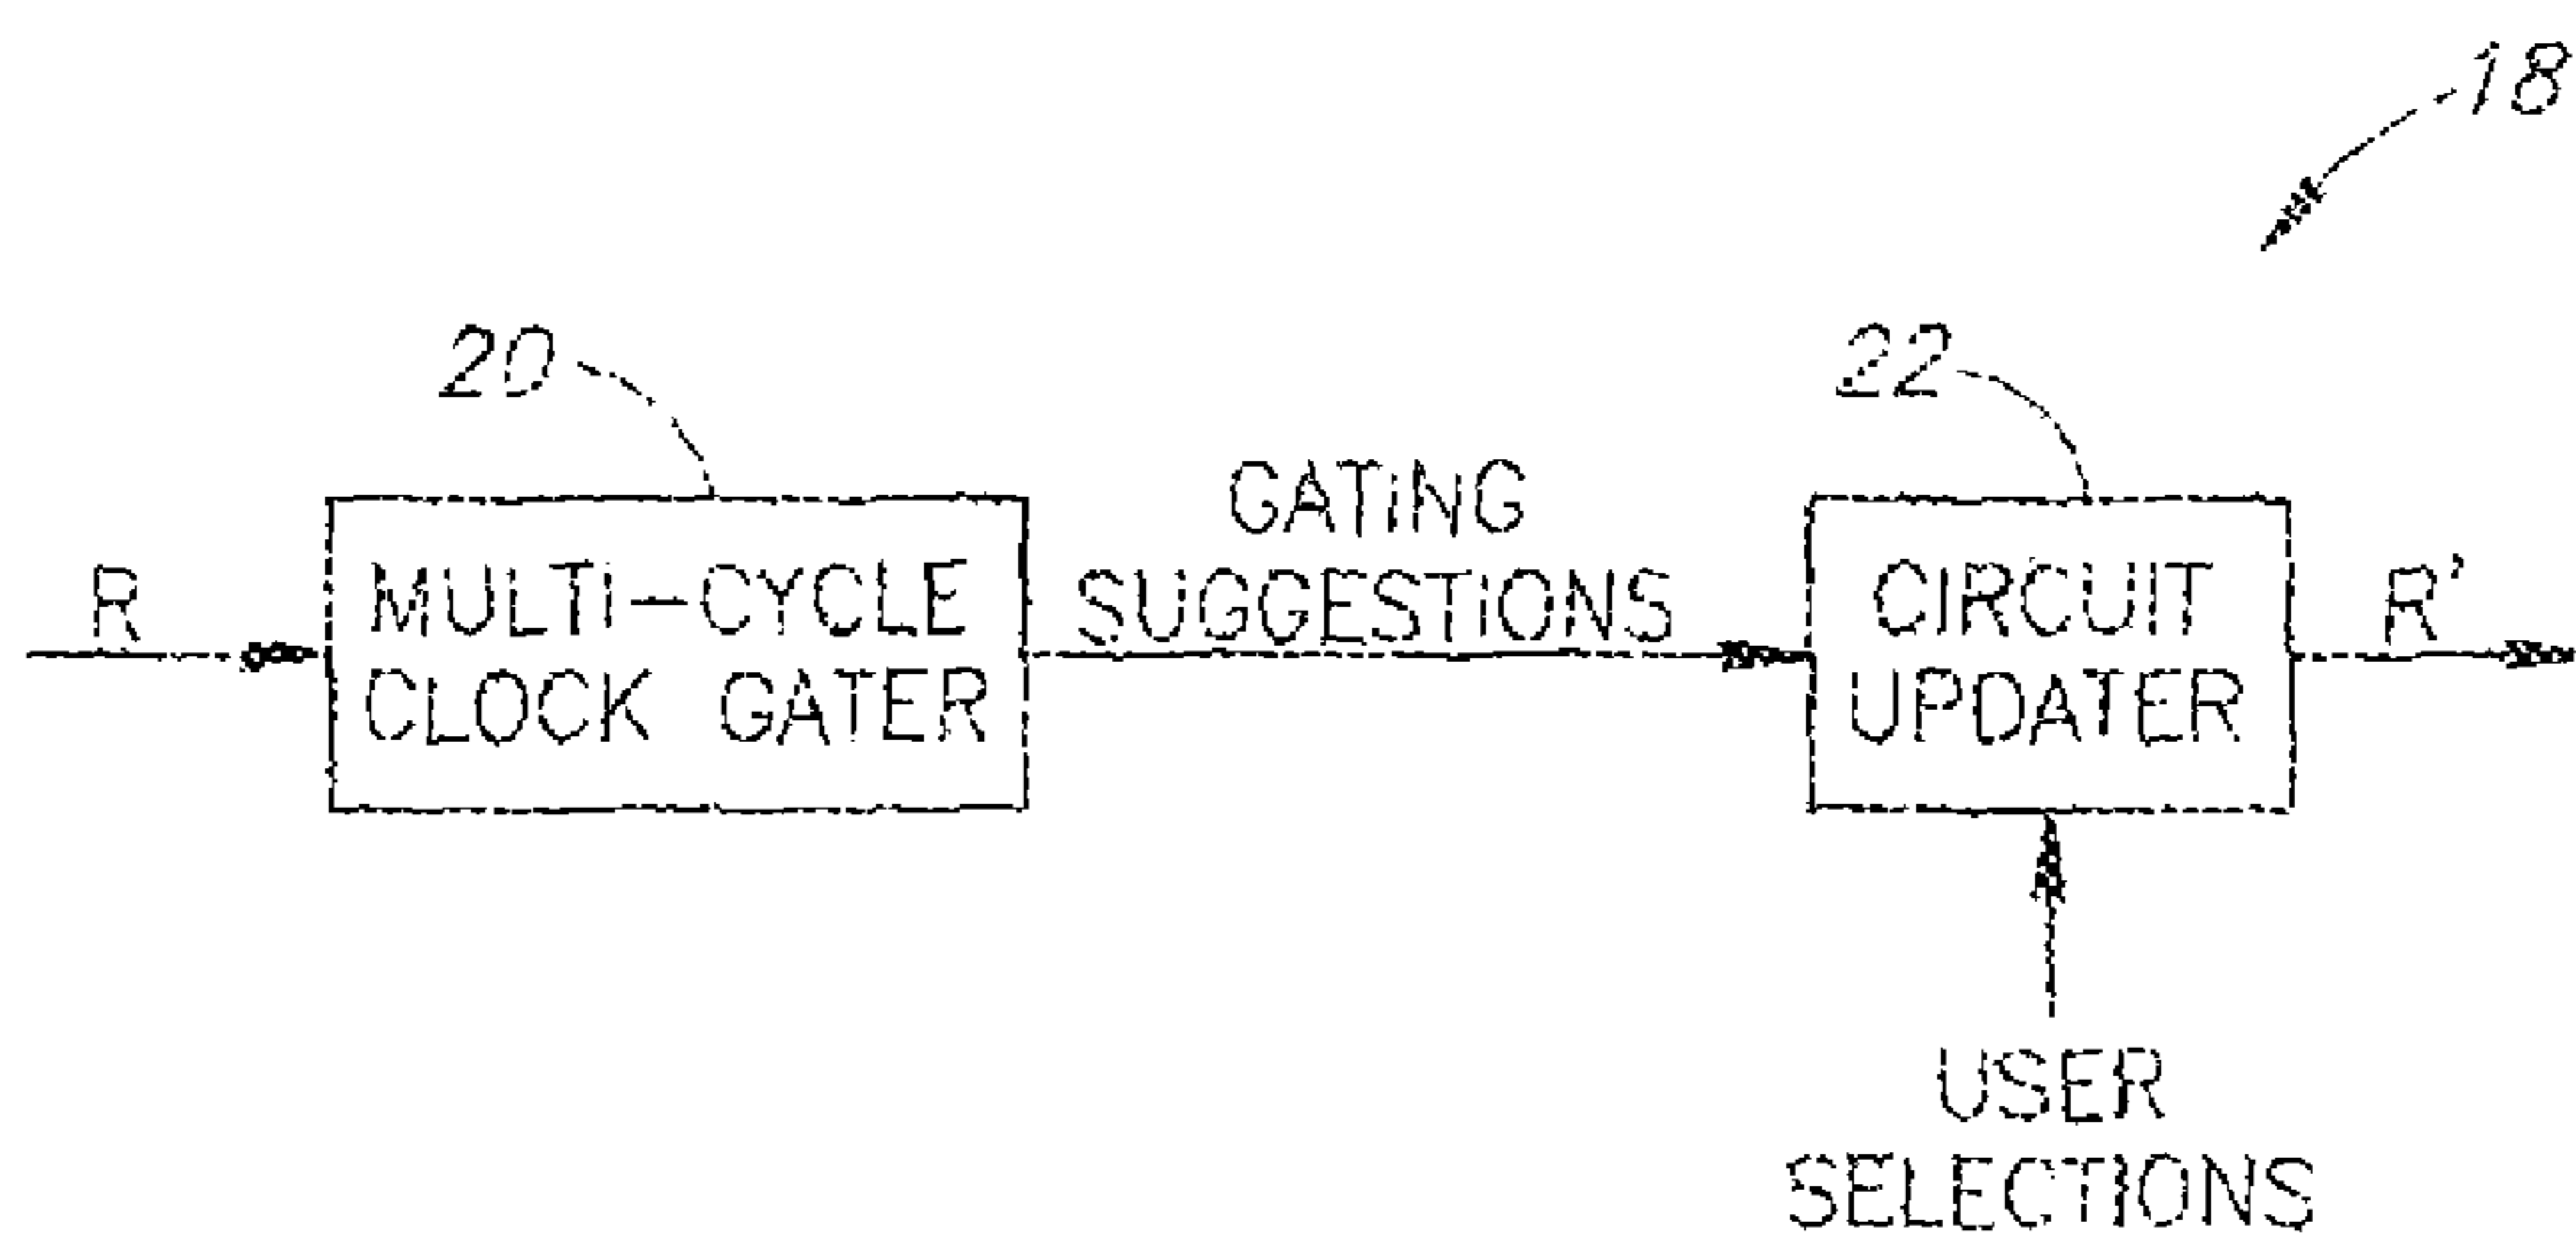 18
20
22
GATING
SUGGESTIONS
R
MULTI-CYCLE
CLOCK GATER
CIRCUIT
UPDATER
R'
USER
SELECTIONS